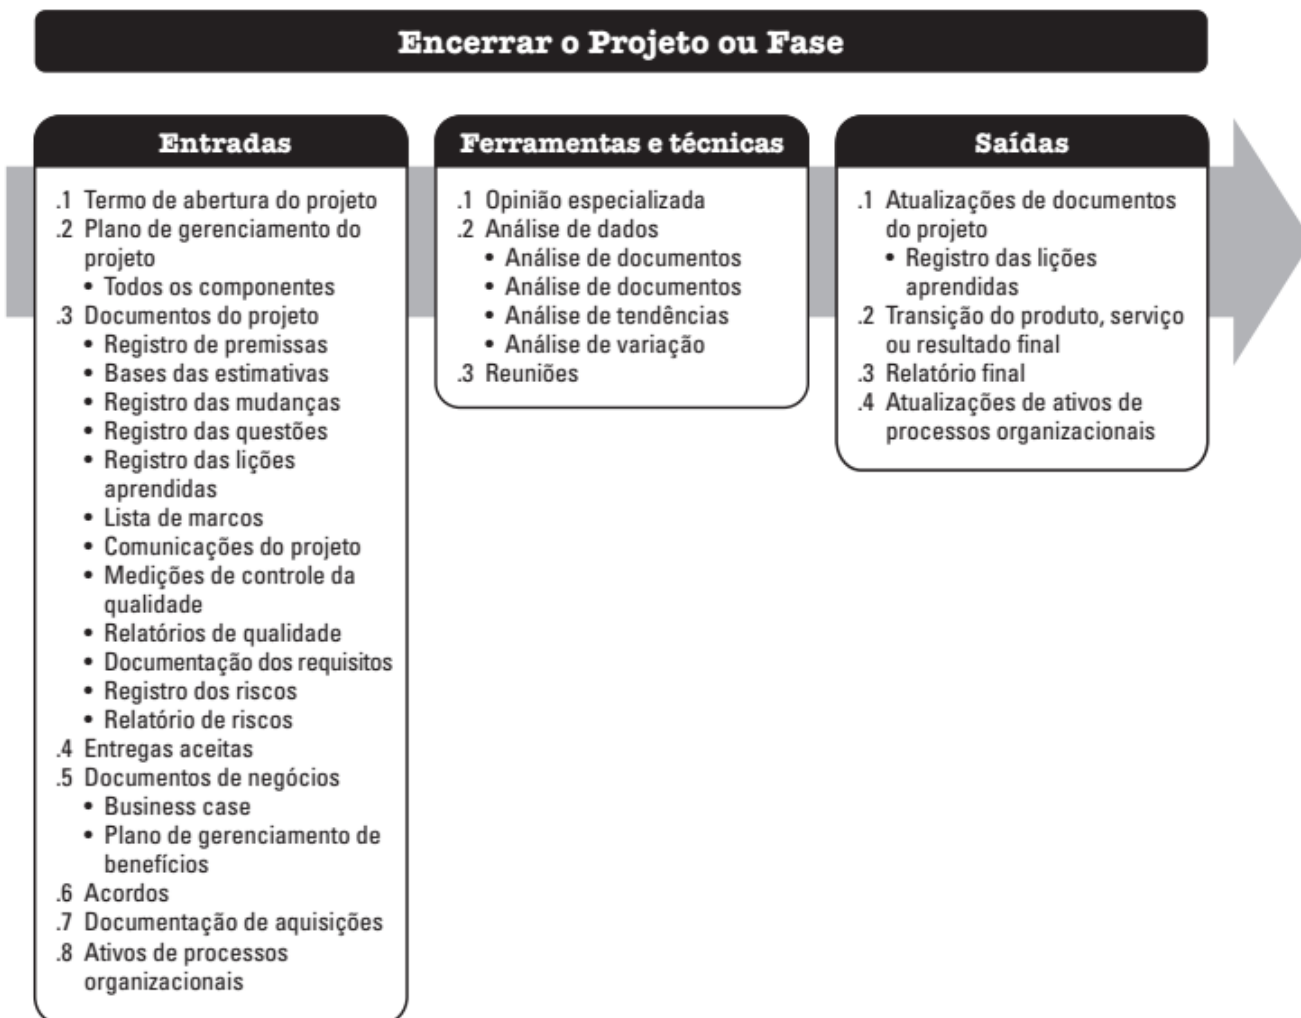 Encerrar o Projeto ou Fase
Entradas
.1 Termo de abertura do projeto
.2 Plano de gerenciamento do
projeto
• Todos os componentes
.3 Documentos do projeto
• Registro de premissas
• Bases das estimativas
• Registro das mudanças
• Registro das questões
• Registro das lições
aprendidas
• Lista de marcos
• Comunicações do projeto
• Medições de controle da
qualidade
• Relatórios de qualidade
• Documentação dos requisitos
• Registro dos riscos
• Relatório de riscos
.4 Entregas aceitas
.5 Documentos de negócios
• Business case
• Plano de gerenciamento de
benefícios
.6 Acordos
.7 Documentação de aquisições
.8 Ativos de processos
organizacionais
Ferramentas e técnicas
.1 Opinião especializada
.2 Análise de dados
• Análise de documentos
• Análise de documentos
• Análise de tendências
• Análise de variação
.3 Reuniões
Saídas
.1 Atualizações de documentos
do projeto
• Registro das lições
aprendidas
.2 Transição do produto, serviço
ou resultado final
.3 Relatório final
.4 Atualizações de ativos de
processos organizacionais